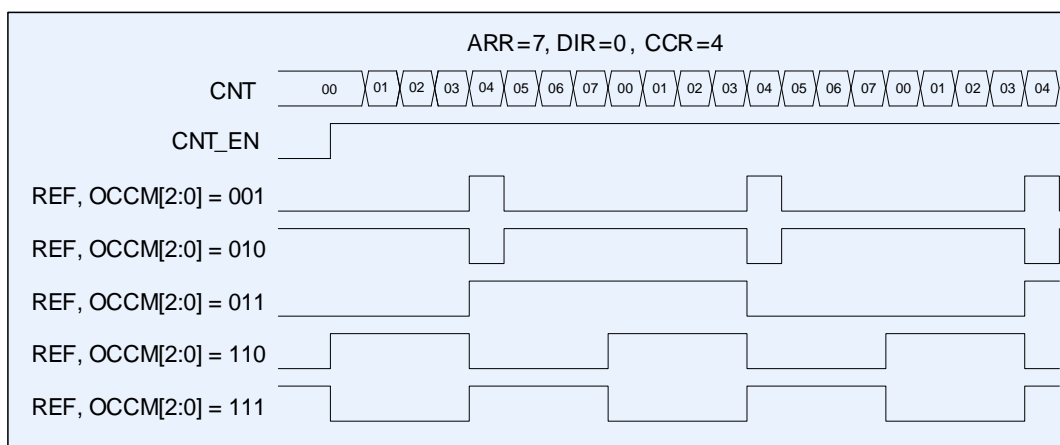 ARR=7, DIR=0, CCR=4
CNT 00 01 02 03 04 05 06 07 00 01 02 03 04 05 06 07 00 01 02 03 04
CNT_EN
REF, OCCM[2:0] = 001
REF, OCCM[2:0] = 010
REF, OCCM[2:0] = 011
REF, OCCM[2:0] = 110
REF, OCCM[2:0] = 111